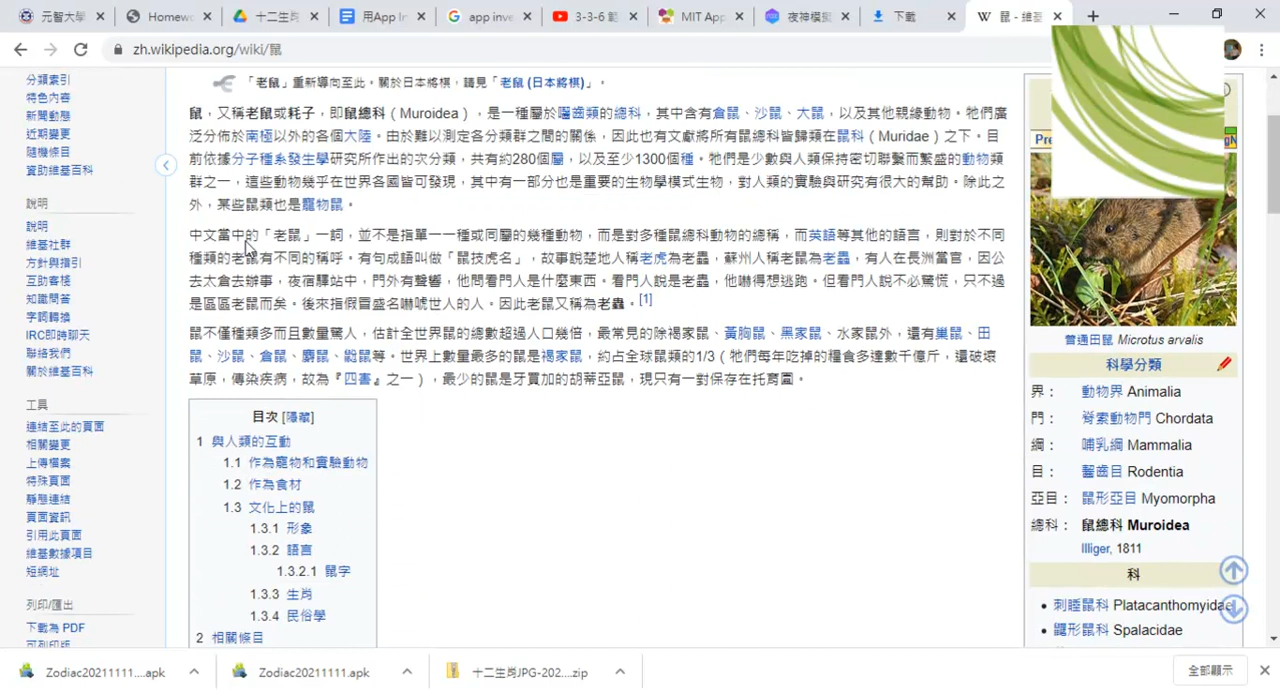 元智大學
Homew
十二生肖
用App In
app inve
3-3-6 範
MIT App
夜神模擬
下載
鼠 - 維基
zh.wikipedia.org/wiki/鼠
分類索引
特色內容
新聞動態
近期變更
隨機條目
資助維基百科
說明
說明
維基社群
方針與指引
互助客棧
知識問答
字詞轉換
IRC即時聊天
聯絡我們
關於維基百科
工具
連結至此的頁面
相關變更
上傳檔案
特殊頁面
靜態連結
頁面資訊
引用此頁面
維基數據項目
短網址
列印/匯出
下載為 PDF
可列印版
「老鼠」重新導向至此。關於日本將棋,請見「老鼠 (日本將棋)」。
鼠,又稱老鼠或耗子,即鼠總科(Muroidea),是一種屬於囓齒類的總科,其中含有倉鼠、沙鼠、大鼠,以及其他親緣動物。牠們廣
泛分佈於南極以外的各個大陸。由於難以測定各分類群之間的關係,因此也有文獻將所有鼠總科皆歸類在鼠科(Muridae)之下。目
前依據分子種系發生學研究所作出的次分類,共有約280個屬,以及至少1300個種。牠們是少數與人類保持密切聯繫而繁盛的動物類
群之一,這些動物幾乎在世界各國皆可發現,其中有一部分也是重要的生物學模式生物,對人類的實驗與研究有很大的幫助。除此之
外,某些鼠類也是寵物鼠。
中文當中的「老鼠」一詞,並不是指單一一種或同屬的幾種動物,而是對多種鼠總科動物的總稱,而英語等其他的語言,則對於不同
種類的老鼠有不同的稱呼。有句成語叫做「鼠技虎名」,故事說楚地人稱老虎為老蟲,蘇州人稱老鼠為老蟲,有人在長洲當官,因公
去太倉去辦事,夜宿驛站中,門外有聲響,他問看門人是什麼東西。看門人說是老蟲,他嚇得想逃跑。但看門人說不必驚慌,只不過
是區區老鼠而矣。後來指假冒盛名嚇唬世人的人。因此老鼠又稱為老蟲。[1]
鼠不僅種類多而且數量驚人,估計全世界鼠的總數超過人口幾倍,最常見的除褐家鼠、黃胸鼠、黑家鼠、水家鼠外,還有巢鼠、田
鼠、沙鼠、倉鼠、麝鼠、鼢鼠等。世界上數量最多的鼠是褐家鼠,約占全球鼠類的1/3(牠們每年吃掉的糧食多達數千億斤,還破壞
草原,傳染疾病,故為『四害』之一),最少的鼠是牙買加的胡蒂亞鼠,現只有一對保存在托育園。
目次 [隱藏]
1 與人類的互動
1.1 作為寵物和實驗動物
1.2 作為食材
1.3 文化上的鼠
1.3.1 形象
1.3.2 語言
1.3.2.1 鼠字
1.3.3 生肖
1.3.4 民俗學
2 相關條目
普通田鼠 Microtus arvalis
科學分類
界: 動物界 Animalia
門: 脊索動物門 Chordata
綱: 哺乳綱 Mammalia
目: 齧齒目 Rodentia
亞目: 鼠形亞目 Myomorpha
總科: 鼠總科 Muroidea
Illiger, 1811
科
刺睡鼠科 Platacanthomyidae
鼴形鼠科 Spalacidae
Zodiac20211111....apk
Zodiac20211111.apk
十二生肖JPG-202....zip
全部顯示